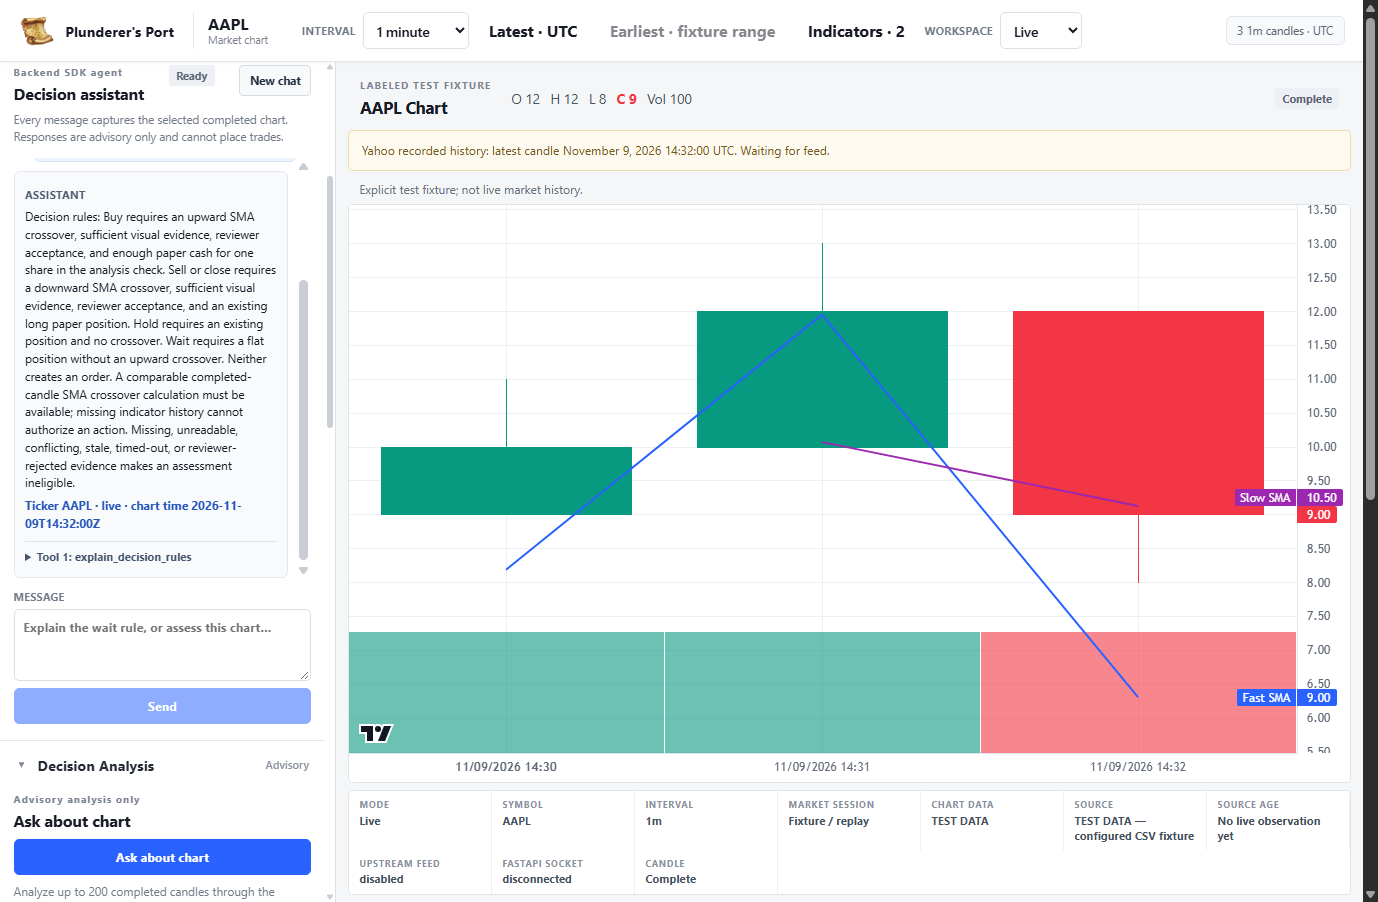 Plunderer's Port
AAPL
Market chart
INTERVAL
1 minute
Latest · UTC
Earliest · fixture range
Indicators · 2
WORKSPACE
Live
3 1m candles · UTC
Backend SDK agent
Ready
New chat
Decision assistant
Every message captures the selected completed chart.
Responses are advisory only and cannot place trades.
ASSISTANT
Decision rules: Buy requires an upward SMA
crossover, sufficient visual evidence, reviewer
acceptance, and enough paper cash for one
share in the analysis check. Sell or close requires
a downward SMA crossover, sufficient visual
evidence, reviewer acceptance, and an existing
long paper position. Hold requires an existing
position and no crossover. Wait requires a flat
position without an upward crossover. Neither
creates an order. A comparable completed-
candle SMA crossover calculation must be
available; missing indicator history cannot
authorize an action. Missing, unreadable,
conflicting, stale, timed-out, or reviewer-
rejected evidence makes an assessment
ineligible.
Ticker AAPL · live · chart time 2026-11-
09T14:32:00Z
Tool 1: explain_decision_rules
MESSAGE
Explain the wait rule, or assess this chart...
Send
Decision Analysis
Advisory
Advisory analysis only
Ask about chart
Ask about chart
Analyze up to 200 completed candles through the
LABELED TEST FIXTURE
AAPL Chart
O 12 H 12 L 8 C 9 Vol 100
Complete
Yahoo recorded history: latest candle November 9, 2026 14:32:00 UTC. Waiting for feed.
Explicit test fixture; not live market history.
13.50
13.00
12.50
12.00
11.50
11.00
10.50
10.00
9.50
Slow SMA 10.50
9.00
8.50
8.00
7.50
7.00
6.50
Fast SMA 9.00
6.00
5.50
11/09/2026 14:30
11/09/2026 14:31
11/09/2026 14:32
MODE
Live
SYMBOL
AAPL
INTERVAL
1m
MARKET SESSION
Fixture / replay
CHART DATA
TEST DATA
SOURCE
TEST DATA —
configured CSV fixture
SOURCE AGE
No live observation
yet
UPSTREAM FEED
disabled
FASTAPI SOCKET
disconnected
CANDLE
Complete